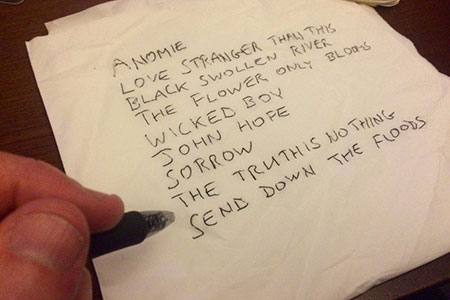 ANOMIE
LOVE STRANGER THAN THIS
BLACK SWOLLEN RIVER
THE FLOWER ONLY BLOOMS
WICKED BOY
JOHN HOPE
SORROW
THE TRUTH IS NOTHING
SEND DOWN THE FLOODS